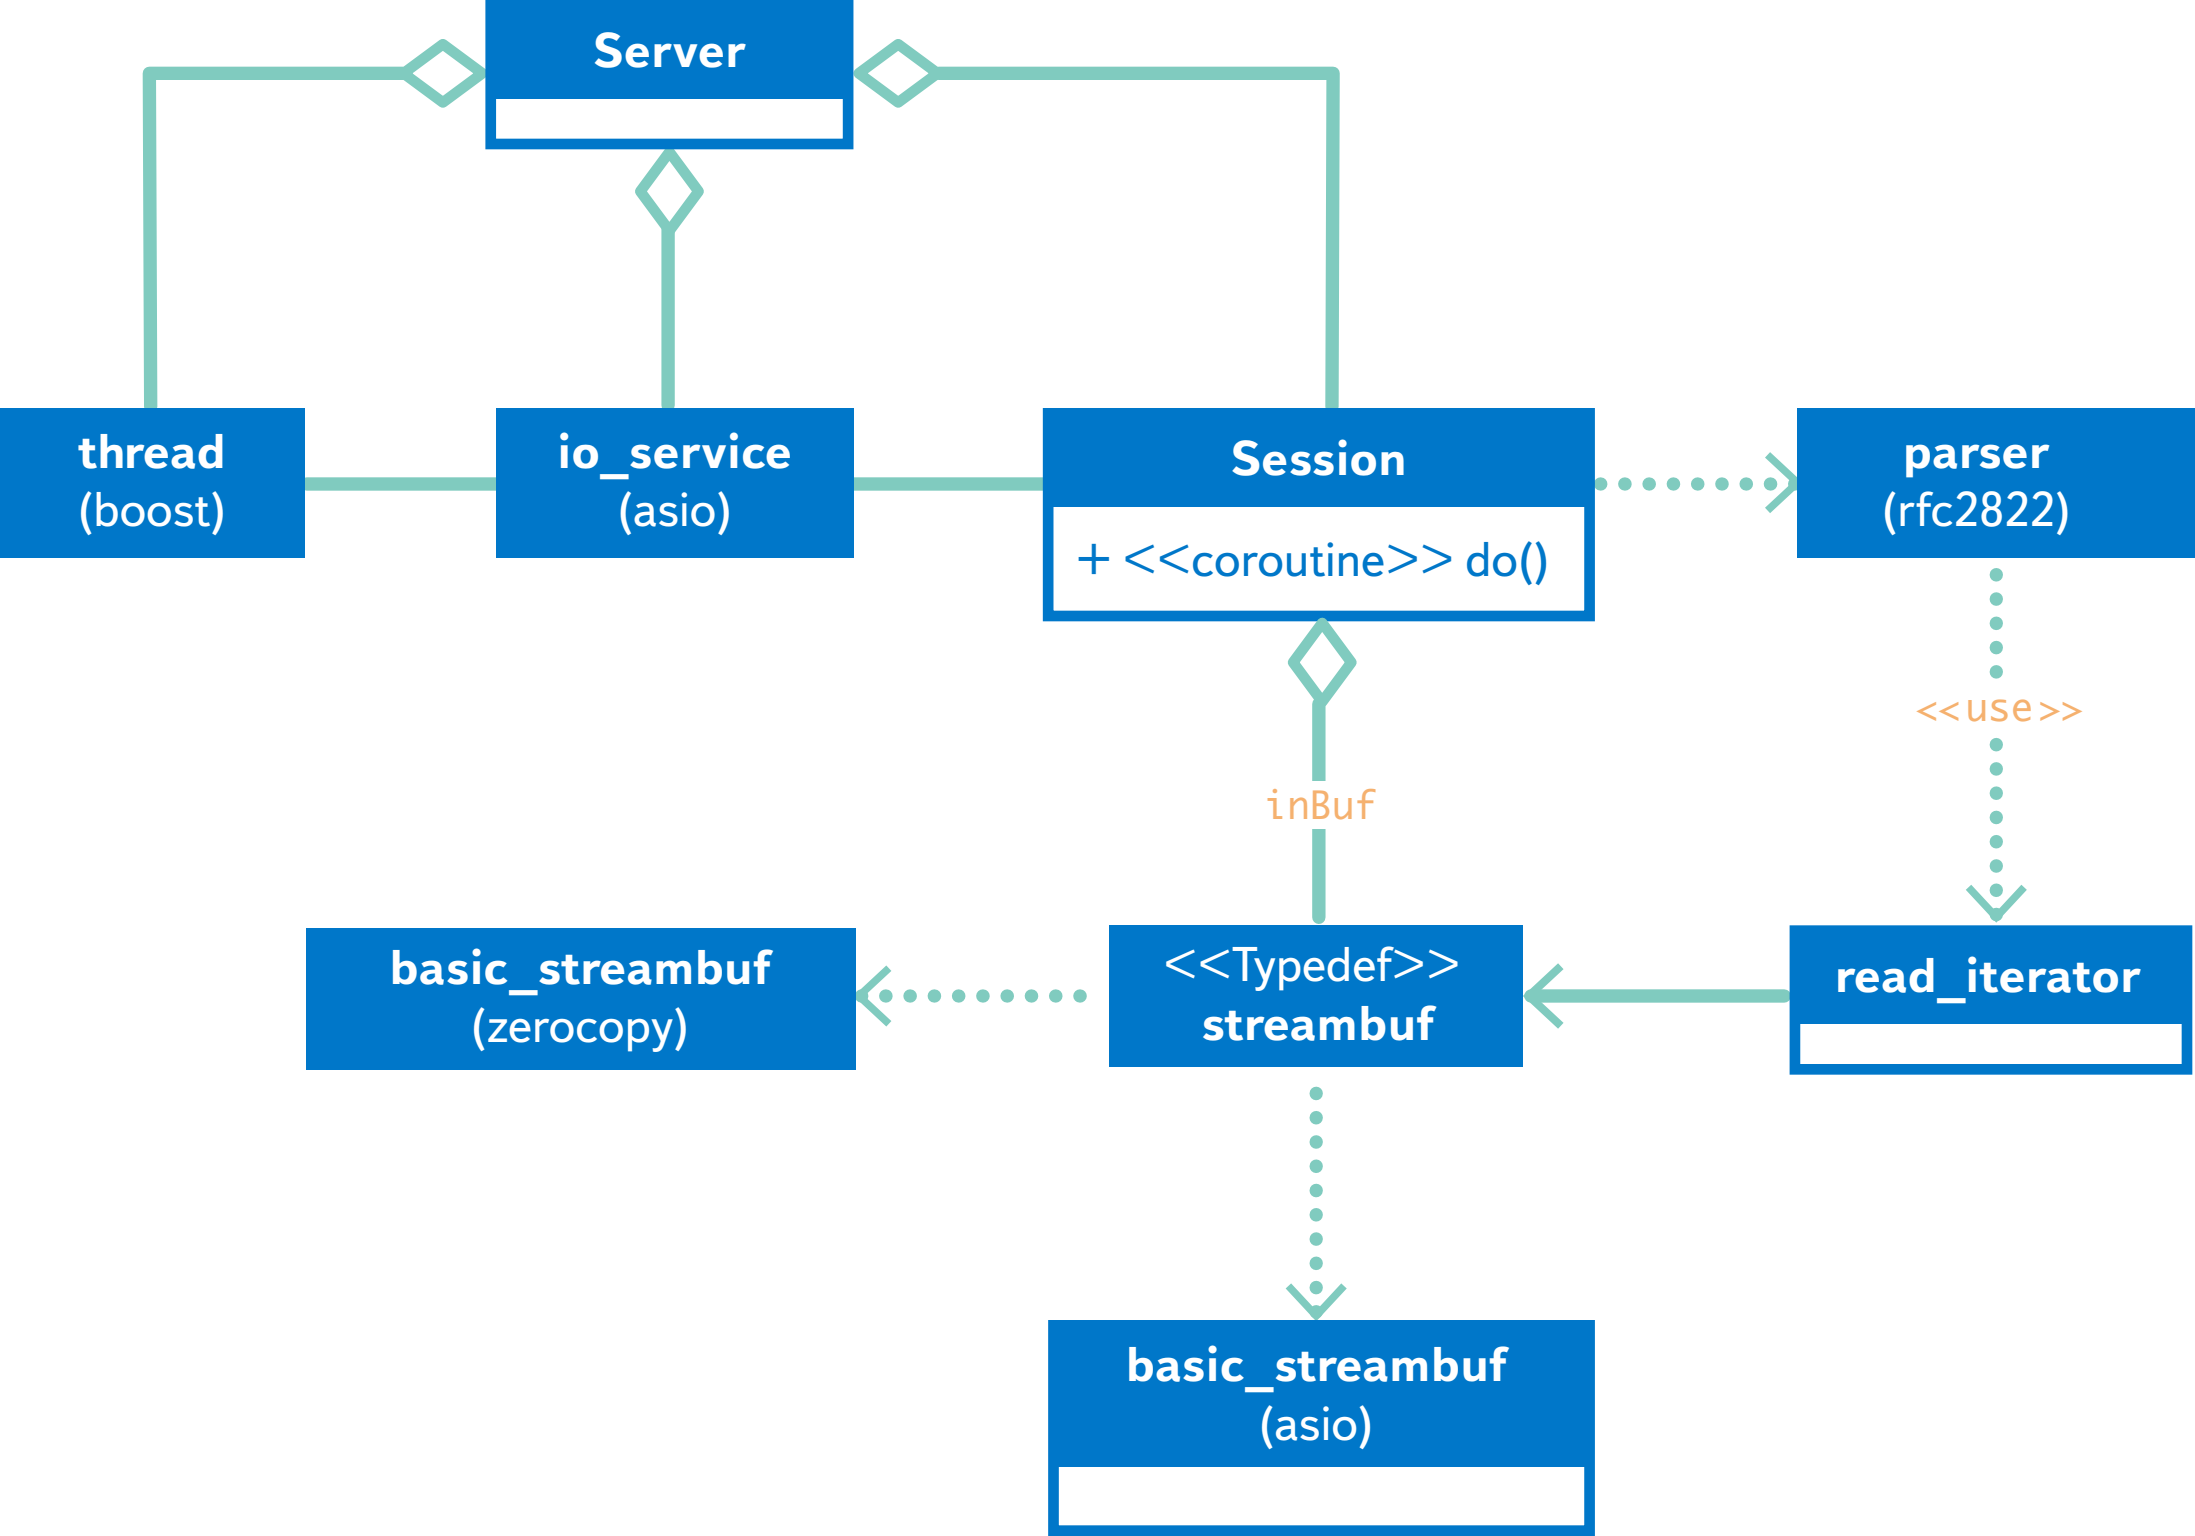 Server
thread
(boost)
io_service
(asio)
Session
+ <<coroutine>> do()
parser
(rfc2822)
<<use>>
inBuf
basic_streambuf
(zerocopy)
<<Typedef>>
streambuf
read_iterator
basic_streambuf
(asio)